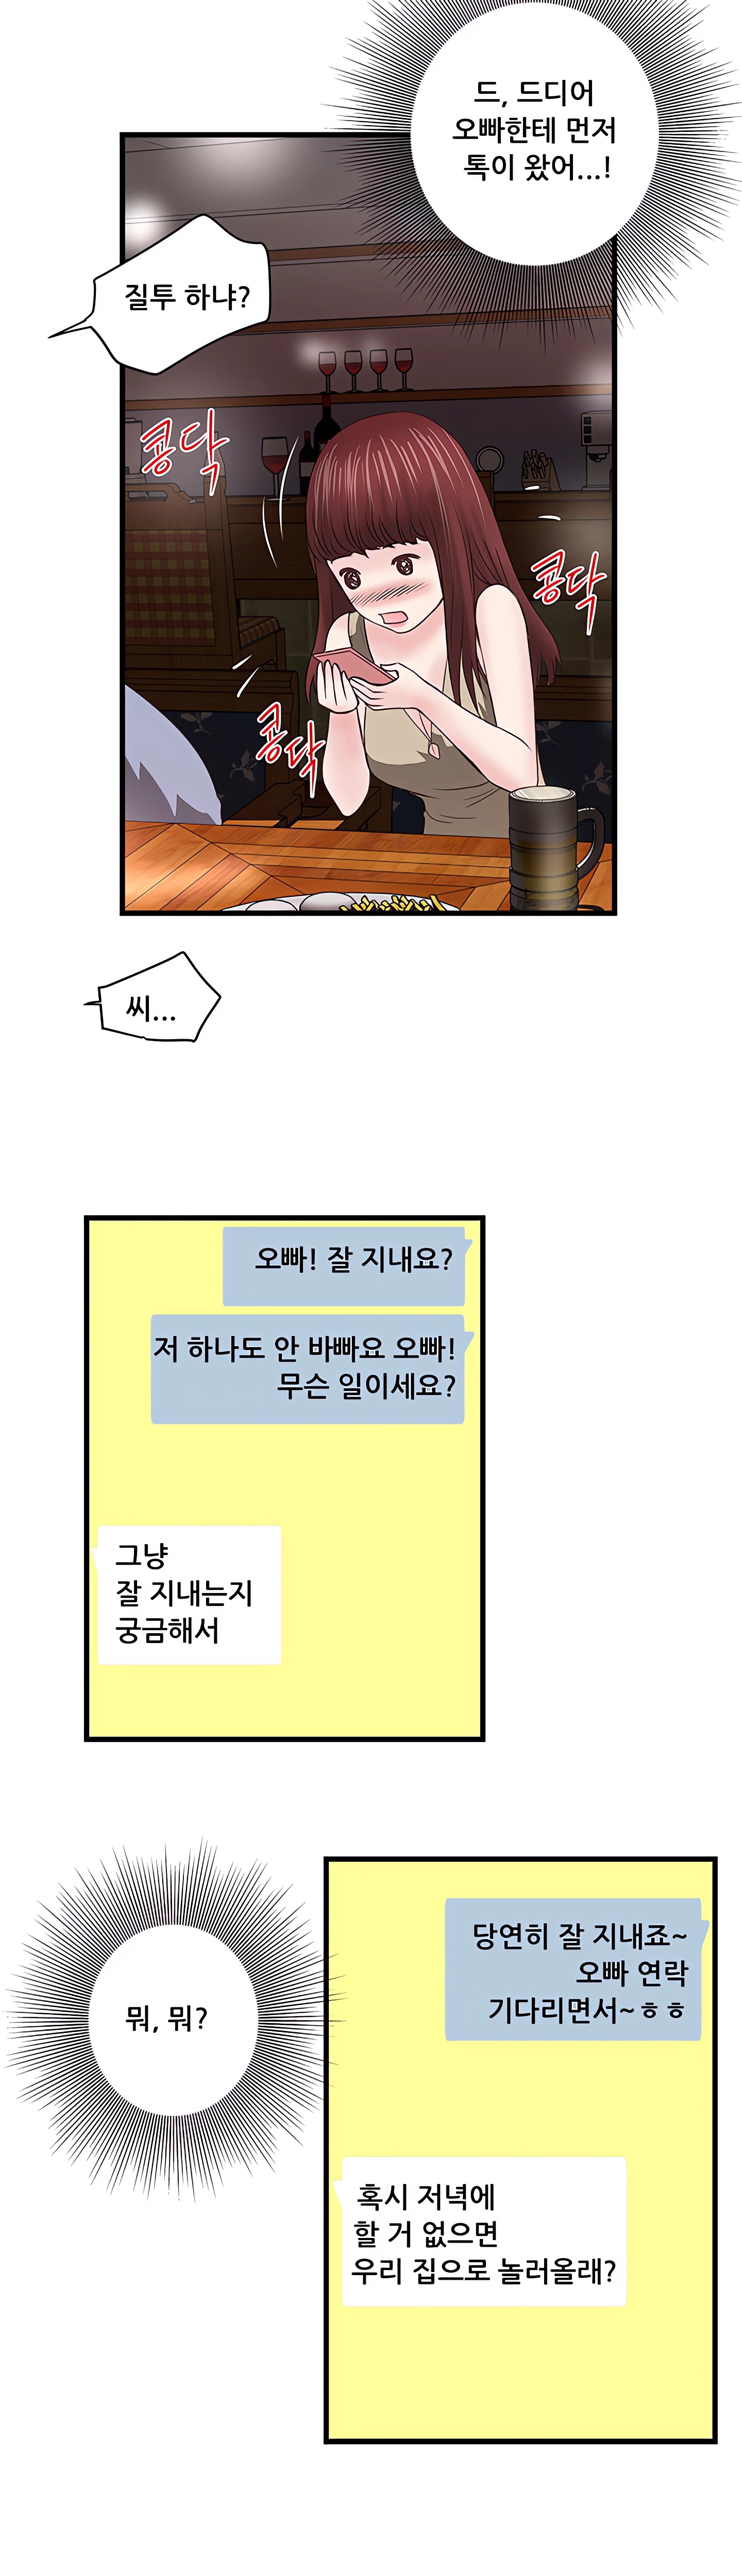 드, 드디어
오빠한테 먼저
톡이 왔어...!
질투 하냐?
콩닥
콩닥
콩닥
씨...
오빠! 잘 지내요?
저 하나도 안 바빠요 오빠!
무슨 일이세요?
그냥
잘 지내는지
궁금해서
당연히 잘 지내죠~
오빠 연락
기다리면서~ㅎㅎ
뭐, 뭐?
혹시 저녁에
할 거 없으면
우리 집으로 놀러올래?